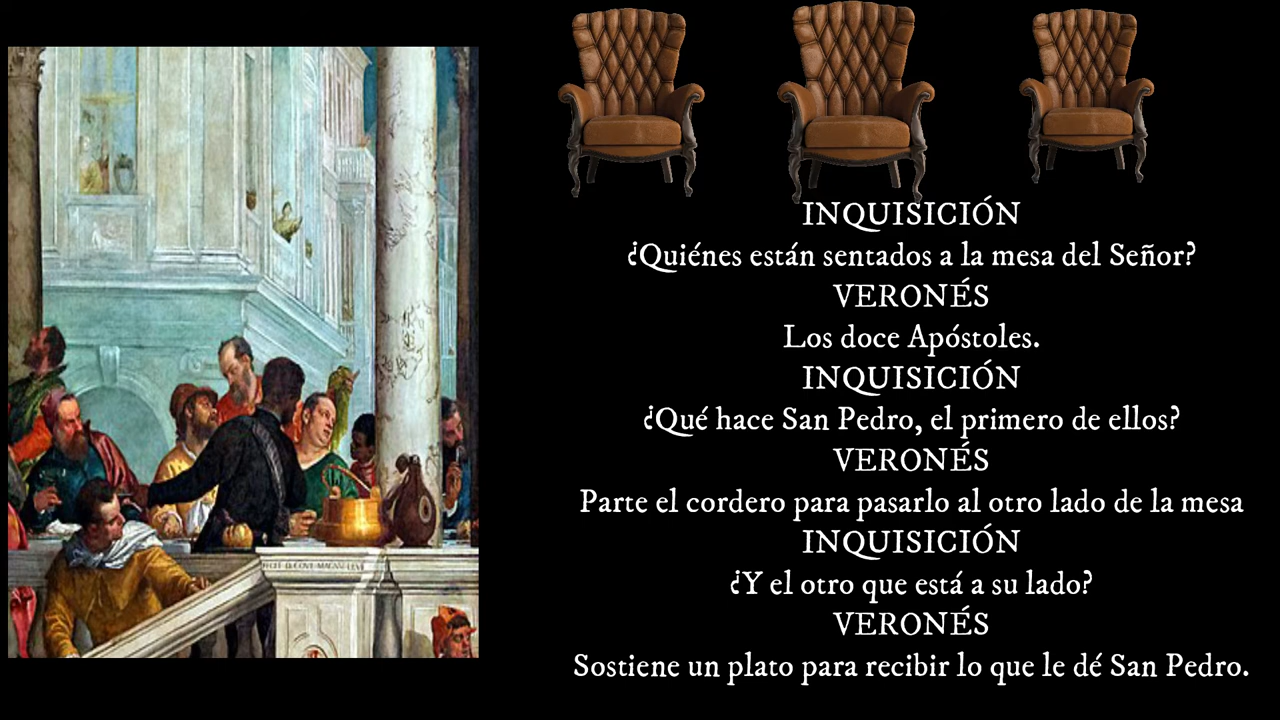 INQUISICIÓN
¿Quiénes están sentados a la mesa del Señor?
VERONÉS
Los doce Apóstoles.
INQUISICIÓN
¿Qué hace San Pedro, el primero de ellos?
VERONÉS
Parte el cordero para pasarlo al otro lado de la mesa
INQUISICIÓN
¿Y el otro que está a su lado?
VERONÉS
Sostiene un plato para recibir lo que le dé San Pedro.